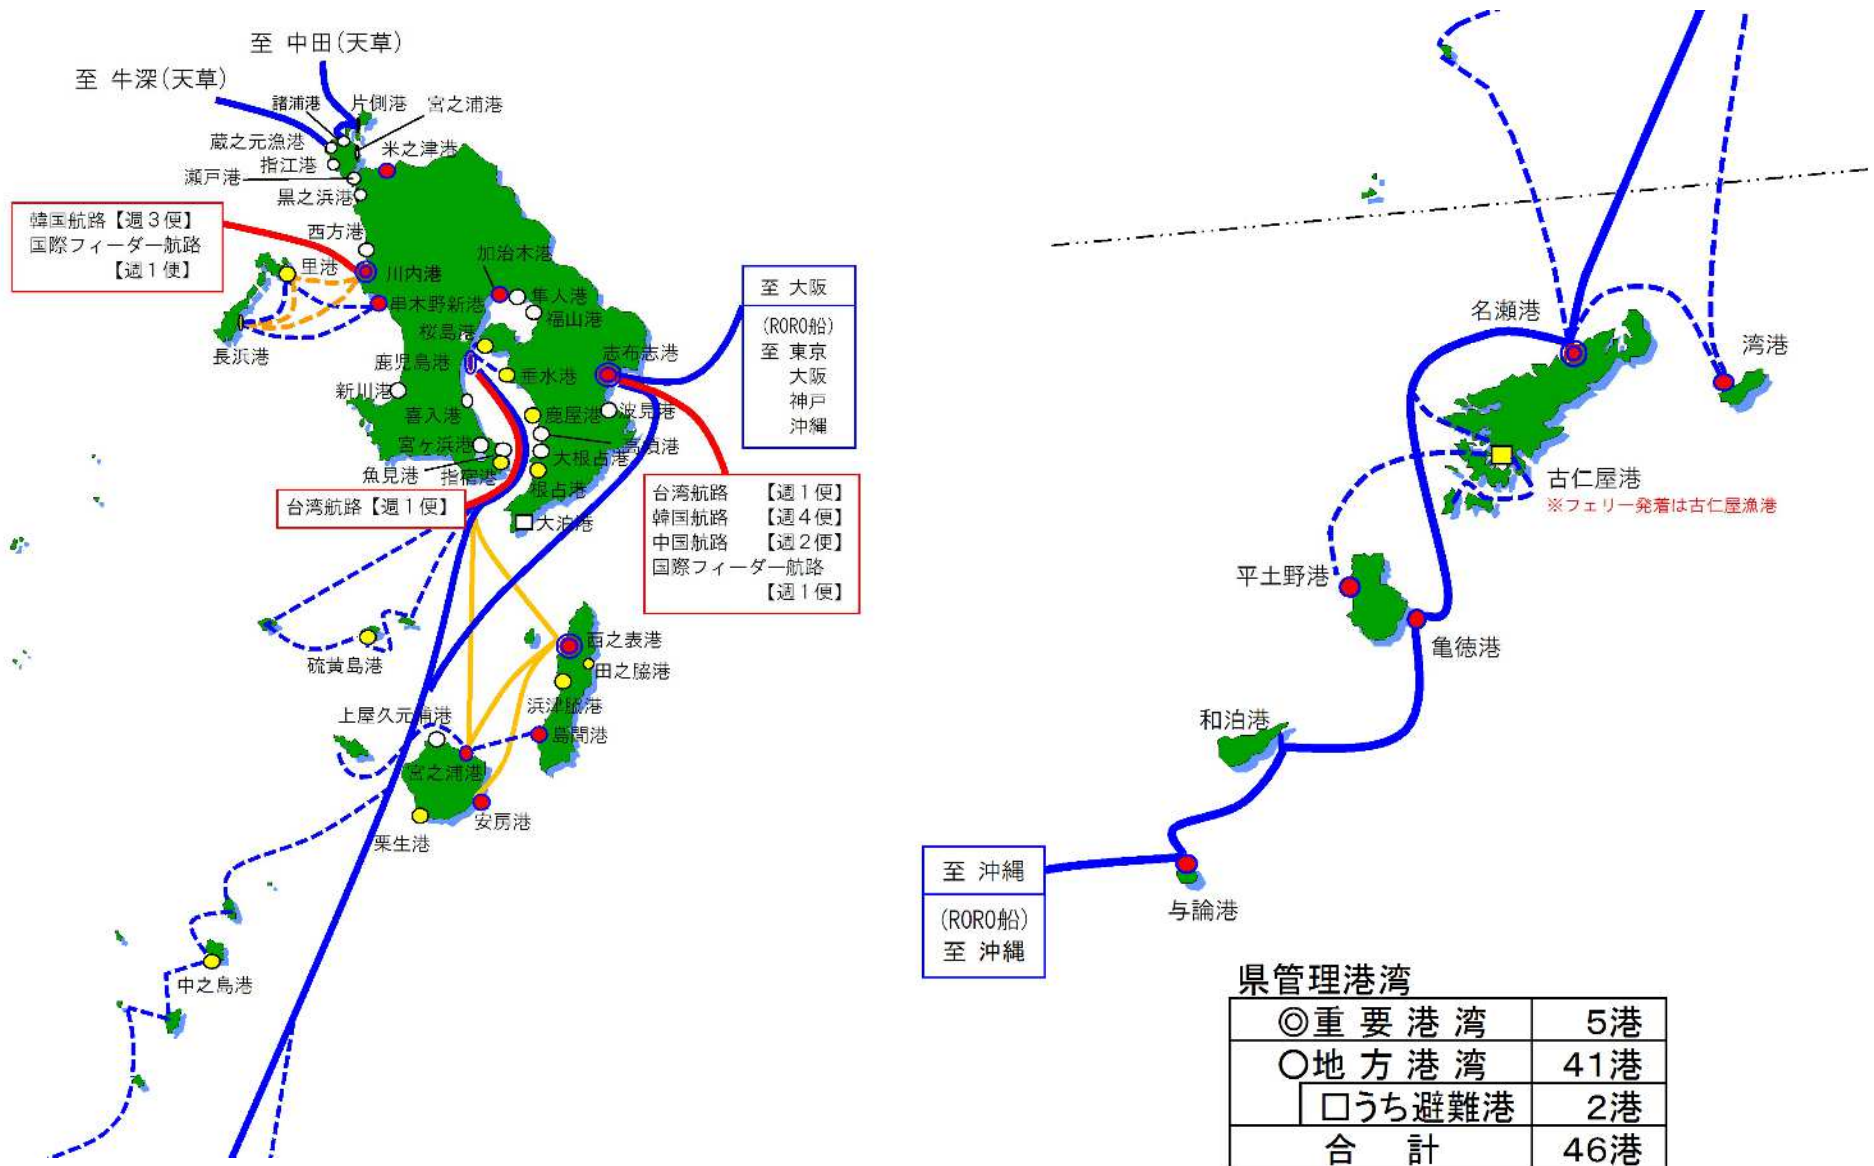 至 中田(天草)
至 牛深(天草)
諸浦港
片側港
宮之浦港
蔵之元漁港
米之津港
指江港
瀬戸港
黒之浜港
韓国航路【週３便】
国際フィーダー航路
【週１便】
西方港
里港
川内港
加治木港
串木野新港
隼人港
福山港
長浜港
桜島港
鹿児島港
垂水港
志布志港
新川港
喜入港
鹿屋港
波見港
宮ヶ浜港
高須港
魚見港
指宿港
大根占港
根占港
大泊港
至 大阪
(RORO船)
至 東京
大阪
神戸
沖縄
台湾航路【週１便】
台湾航路 【週１便】
韓国航路 【週４便】
中国航路 【週２便】
国際フィーダー航路
【週１便】
硫黄島港
西之表港
田之脇港
浜津脇港
上屋久元浦港
島間港
宮之浦港
安房港
栗生港
中之島港
名瀬港
湾港
古仁屋港
※フェリー発着は古仁屋漁港
平土野港
亀徳港
和泊港
与論港
至 沖縄
(RORO船)
至 沖縄
県管理港湾
◎重要港湾 5港
○地方港湾 41港
□うち避難港 2港
合 計 46港